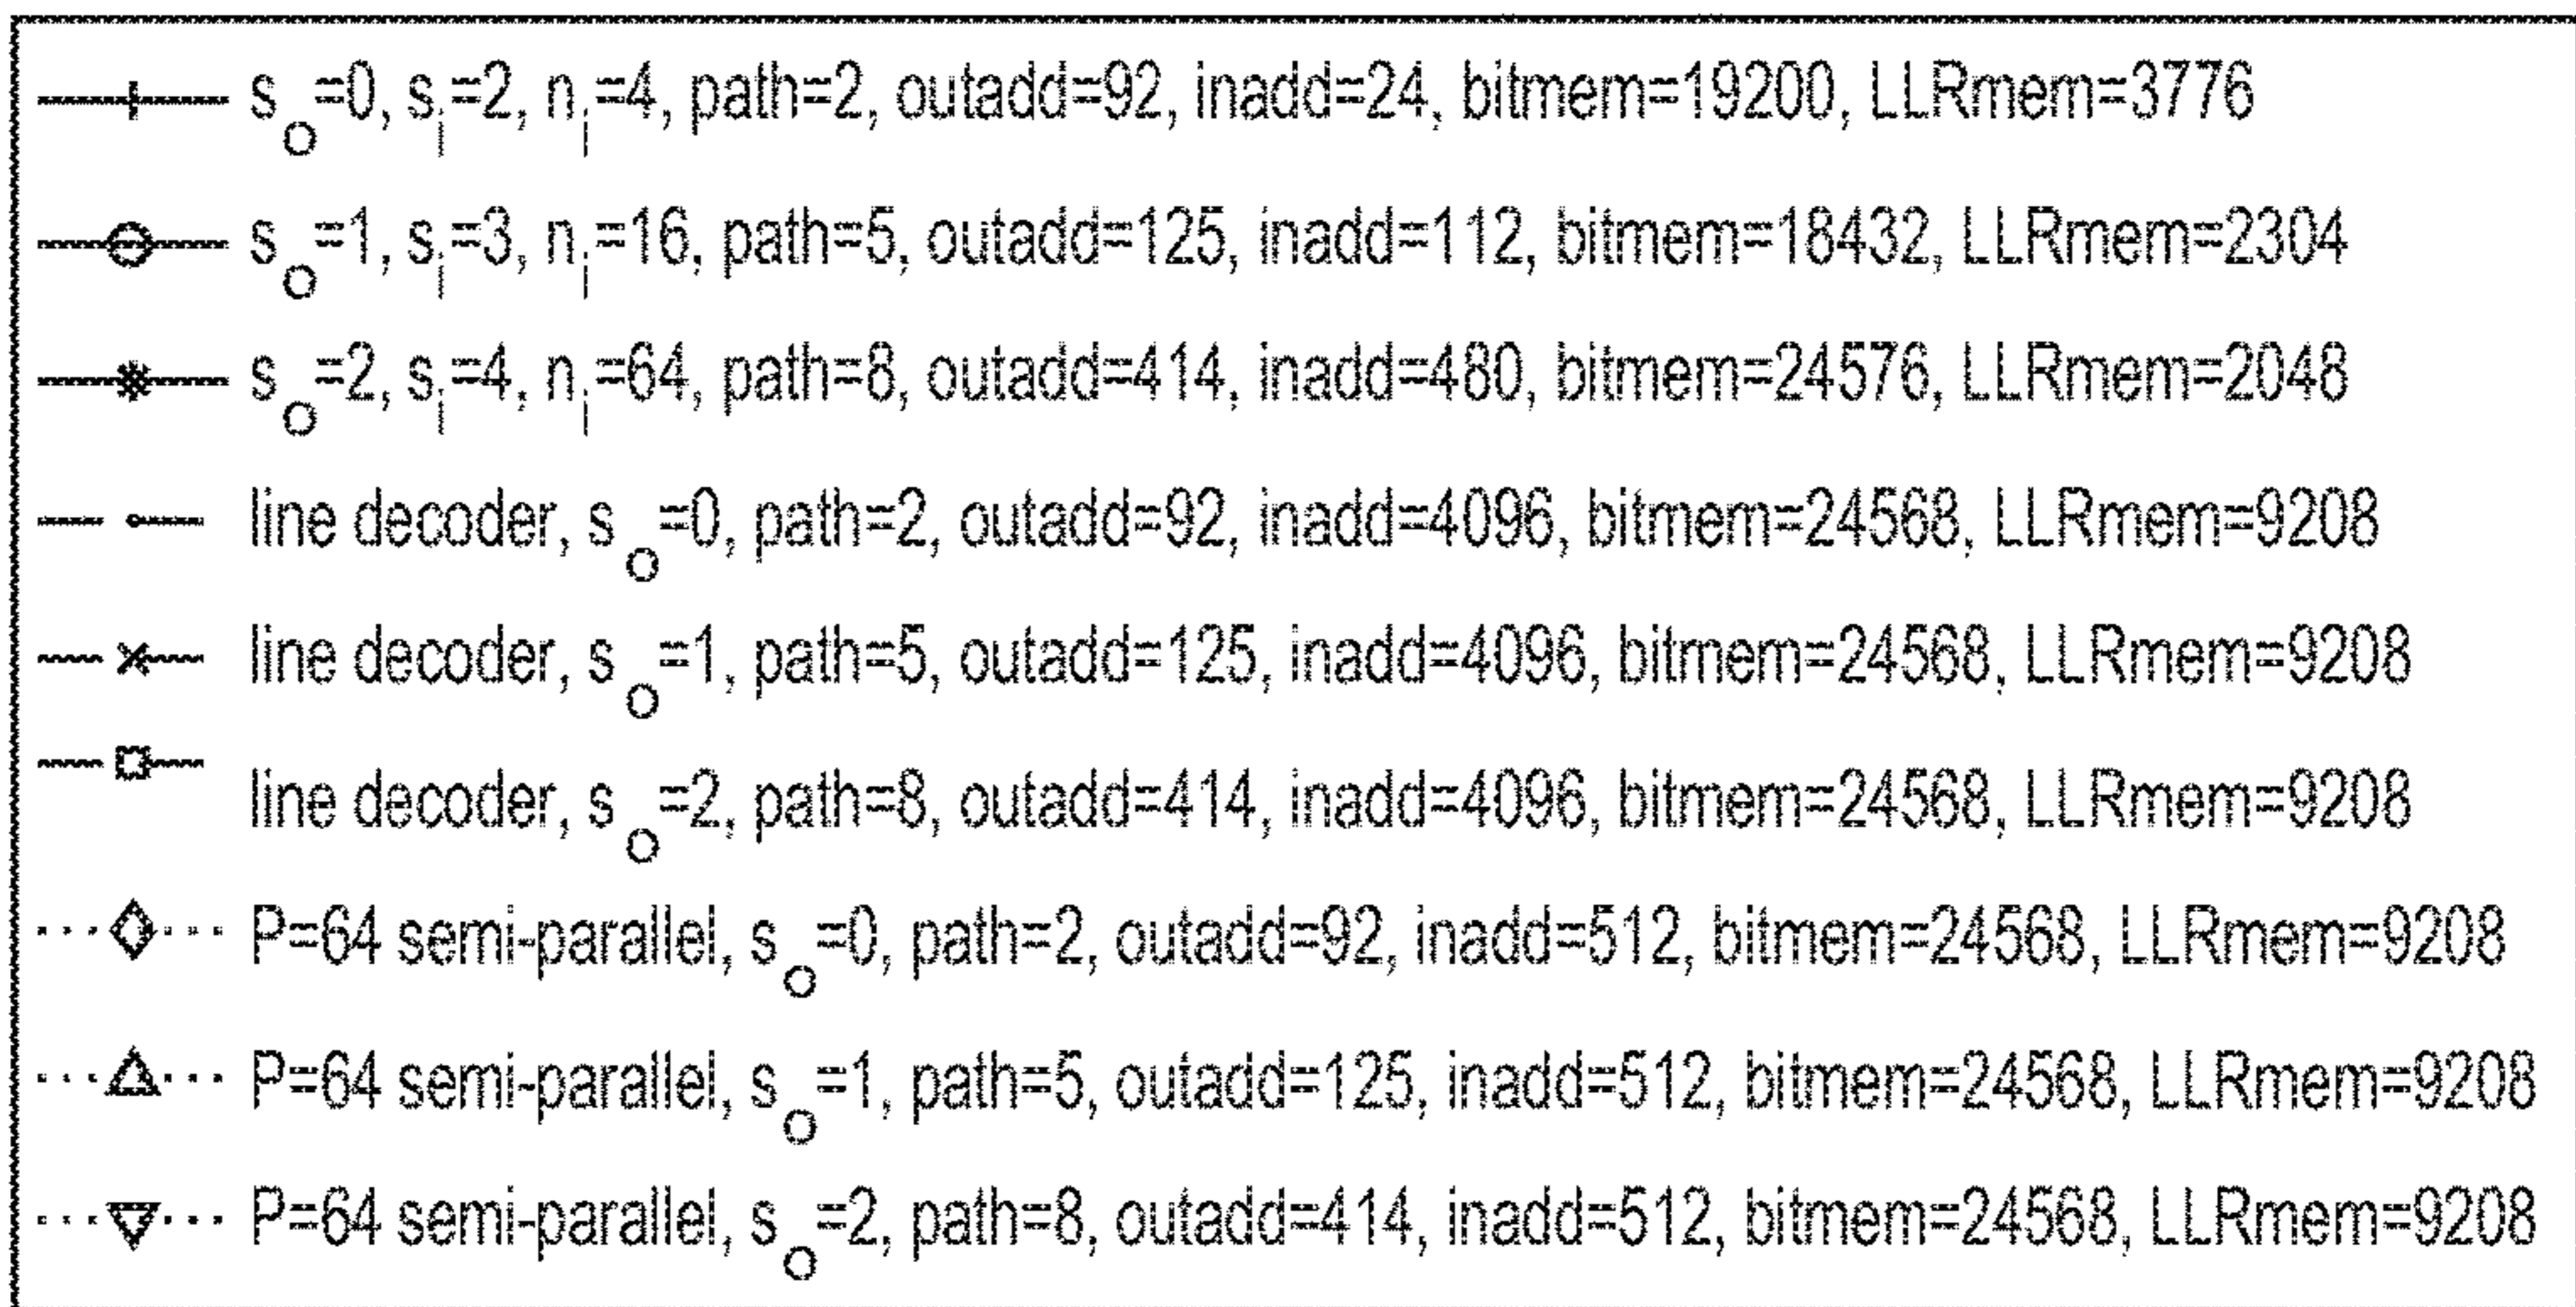 s_o=0, s_i=2, n_i=4, path=2, outadd=92, inadd=24, bitmem=19200, LLRmem=3776
s_o=1, s_i=3, n_i=16, path=5, outadd=125, inadd=112, bitmem=18432, LLRmem=2304
s_o=2, s_i=4, n_i=64, path=8, outadd=414, inadd=480, bitmem=24576, LLRmem=2048
line decoder, s_o=0, path=2, outadd=92, inadd=4096, bitmem=24568, LLRmem=9208
line decoder, s_o=1, path=5, outadd=125, inadd=4096, bitmem=24568, LLRmem=9208
line decoder, s_o=2, path=8, outadd=414, inadd=4096, bitmem=24568, LLRmem=9208
P=64 semi-parallel, s_o=0, path=2, outadd=92, inadd=512, bitmem=24568, LLRmem=9208
P=64 semi-parallel, s_o=1, path=5, outadd=125, inadd=512, bitmem=24568, LLRmem=9208
P=64 semi-parallel, s_o=2, path=8, outadd=414, inadd=512, bitmem=24568, LLRmem=9208